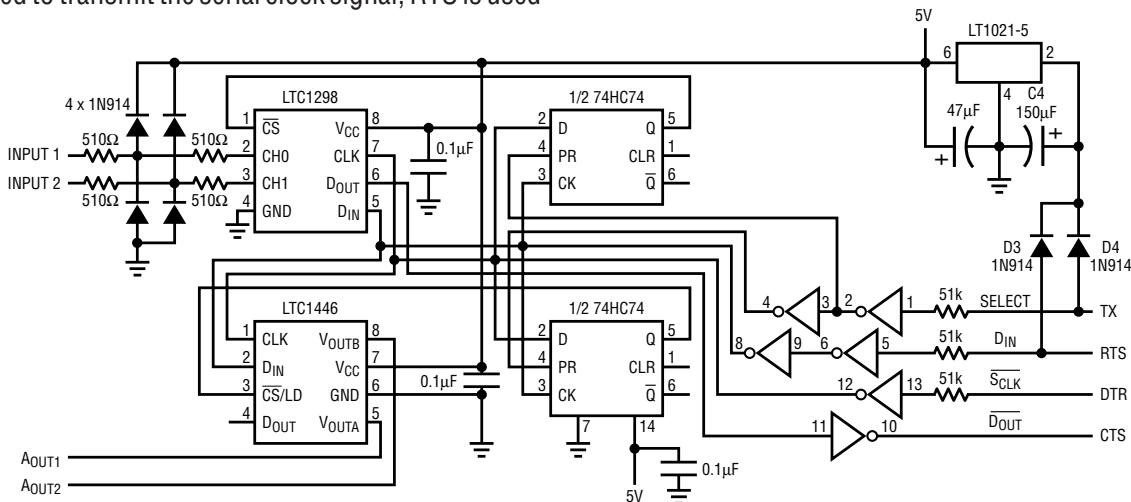 ed to transmit the serial clock signal, RTS is used
5V
LT1021-5
6
2
4
C4
47µF
150µF
+
+
4 x 1N914
LTC1298
1/2 74HC74
INPUT 1
510Ω
510Ω
INPUT 2
510Ω
510Ω
1 CS VCC 8
2 CH0 CLK 7
3 CH1 DOUT 6
4 GND DIN 5
0.1µF
2 D Q 5
4 PR CLR 1
3 CK Q 6
D3
1N914
D4
1N914
LTC1446
1/2 74HC74
1 CLK VOUTB 8
2 DIN VCC 7
3 CS/LD GND 6
4 DOUT VOUTA 5
0.1µF
2 D Q 5
4 PR CLR 1
3 CK Q 6
7
14
0.1µF
5V
4 3 2 1 51k SELECT TX
8 9 6 5 51k DIN RTS
12 13 51k SCLK DTR
11 10 DOUT CTS
AOUT1
AOUT2